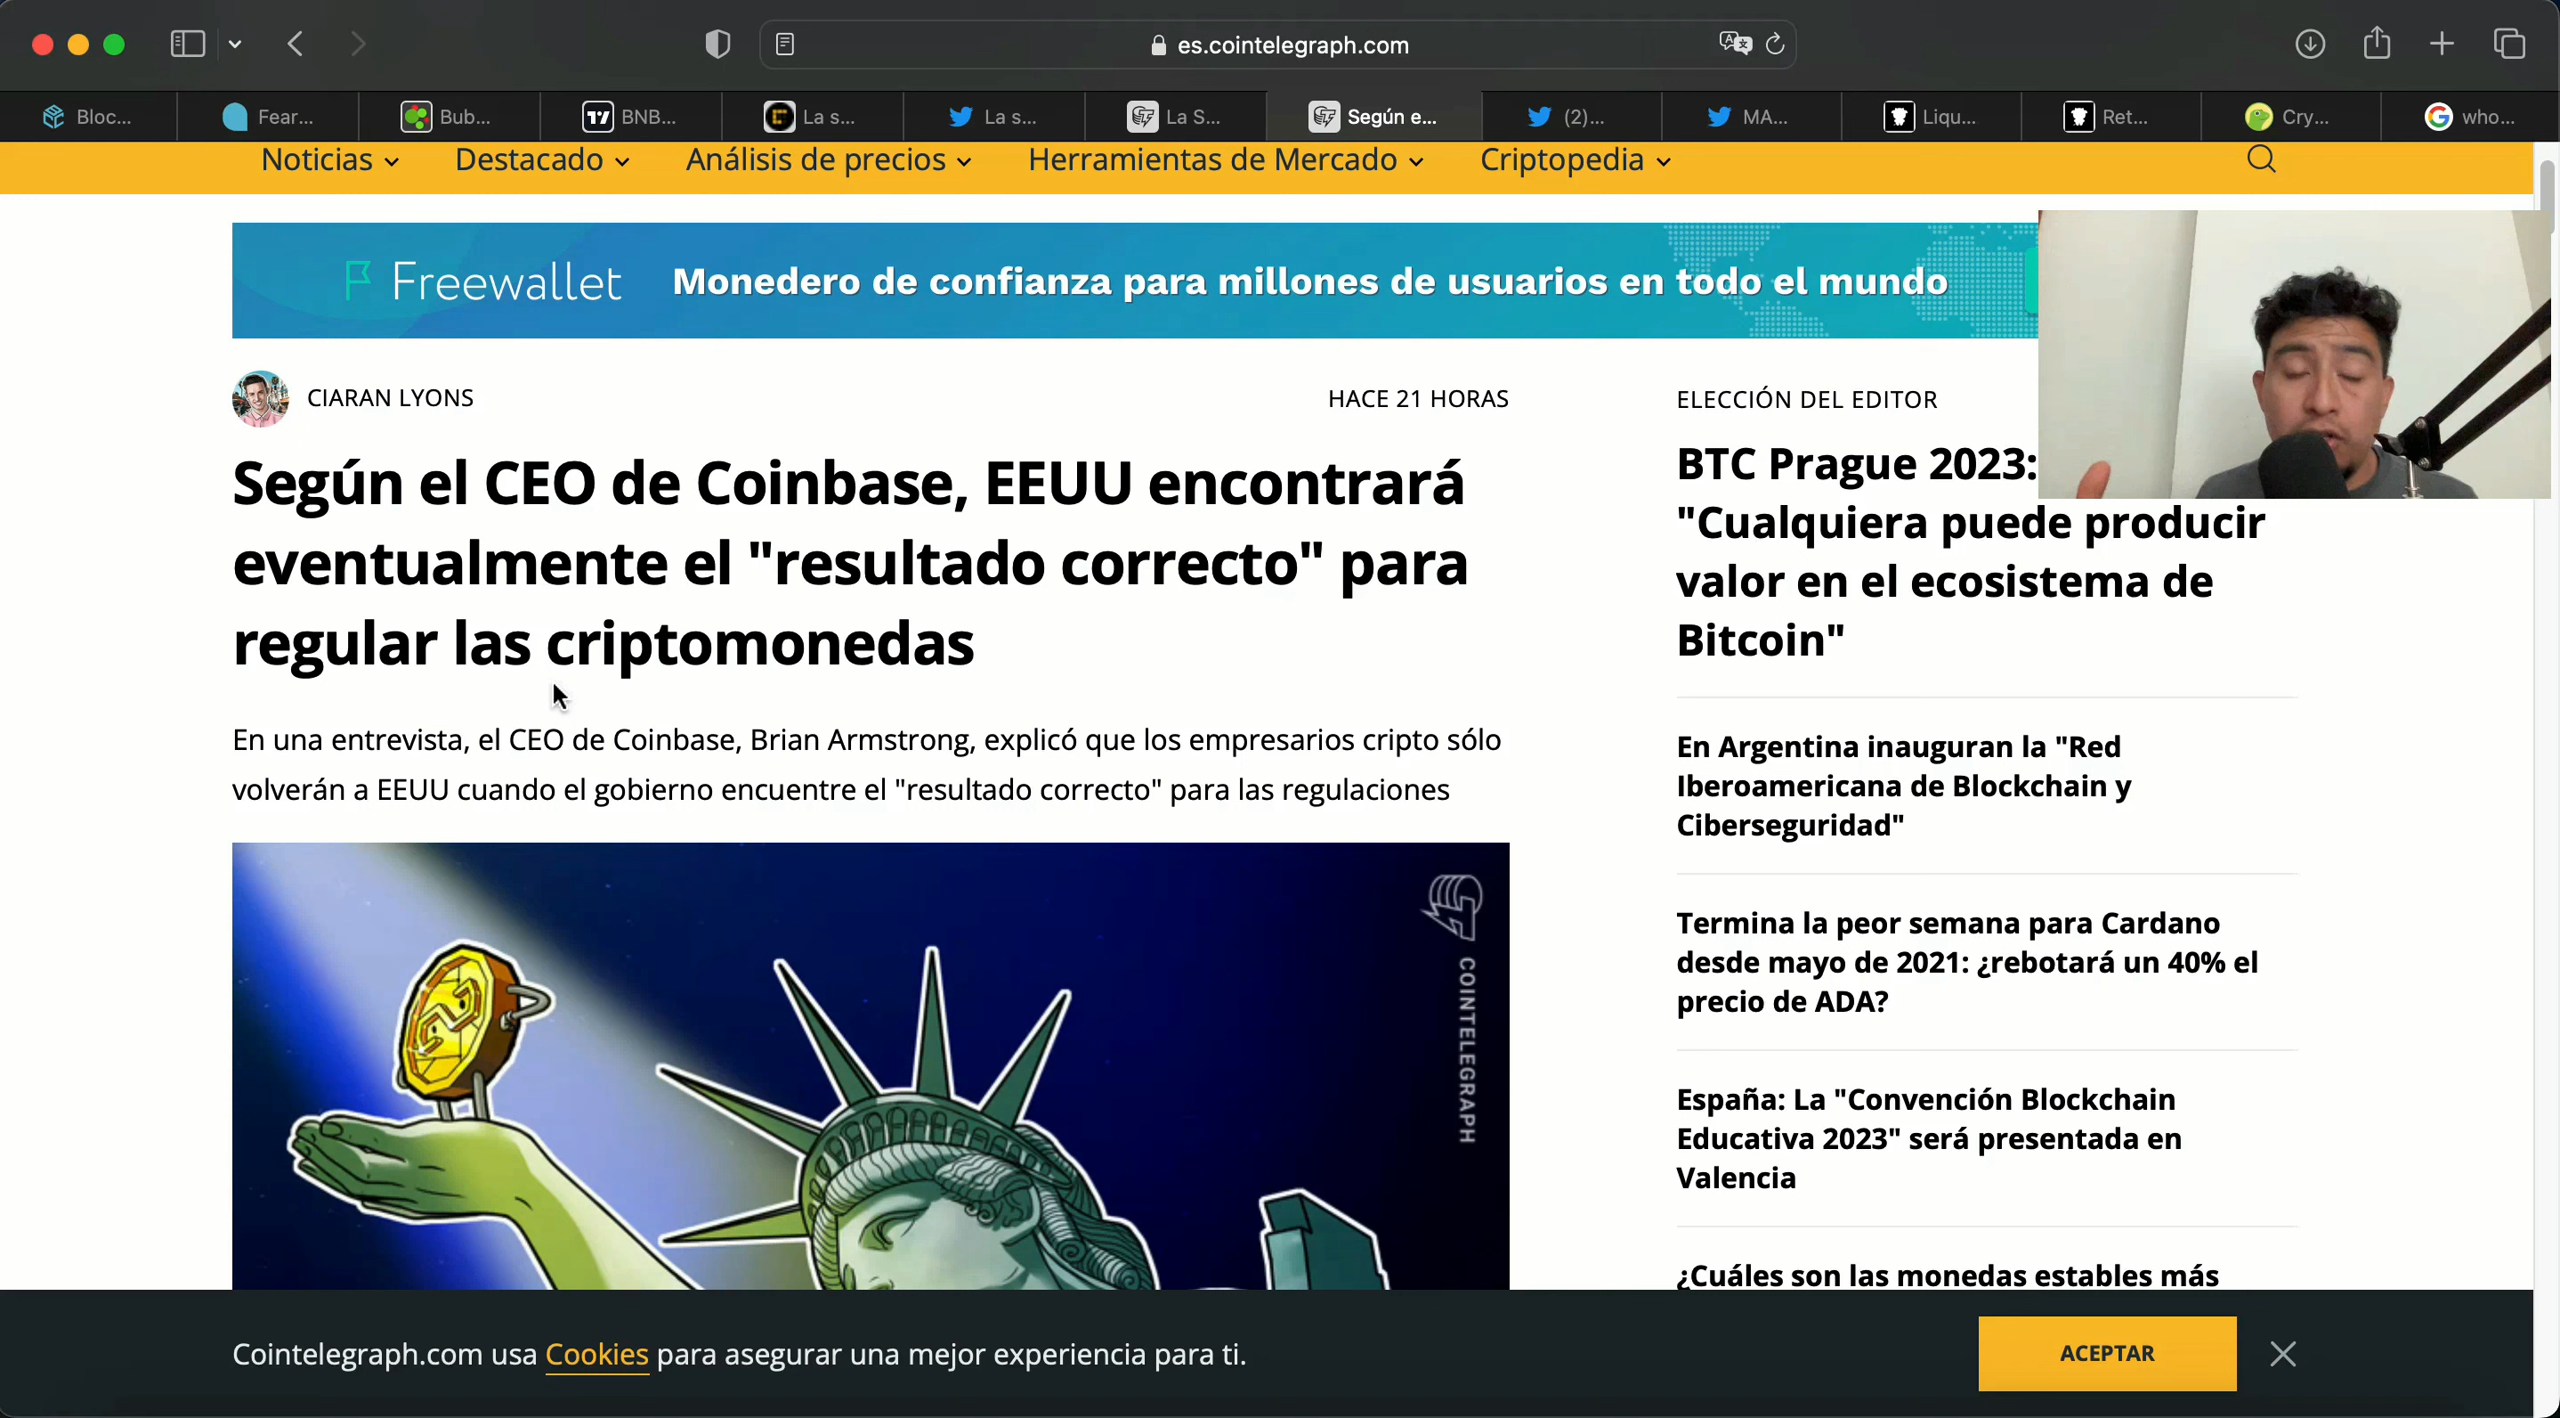 es.cointelegraph.com
Bloc...
Fear...
Bub...
BNB...
La s...
La s...
La S...
Según e...
(2)...
MA...
Liqu...
Ret...
Cry...
who...
Noticias
Destacado
Análisis de precios
Herramientas de Mercado
Criptopedia
Freewallet
Monedero de confianza para millones de usuarios en todo el mundo
CIARAN LYONS
HACE 21 HORAS
Según el CEO de Coinbase, EEUU encontrará
eventualmente el "resultado correcto" para
regular las criptomonedas
En una entrevista, el CEO de Coinbase, Brian Armstrong, explicó que los empresarios cripto sólo
volverán a EEUU cuando el gobierno encuentre el "resultado correcto" para las regulaciones
COINTELEGRAPH
ELECCIÓN DEL EDITOR
BTC Prague 2023:
"Cualquiera puede producir
valor en el ecosistema de
Bitcoin"
En Argentina inauguran la "Red
Iberoamericana de Blockchain y
Ciberseguridad"
Termina la peor semana para Cardano
desde mayo de 2021: ¿rebotará un 40% el
precio de ADA?
España: La "Convención Blockchain
Educativa 2023" será presentada en
Valencia
¿Cuáles son las monedas estables más
Cointelegraph.com usa Cookies para asegurar una mejor experiencia para ti.
ACEPTAR